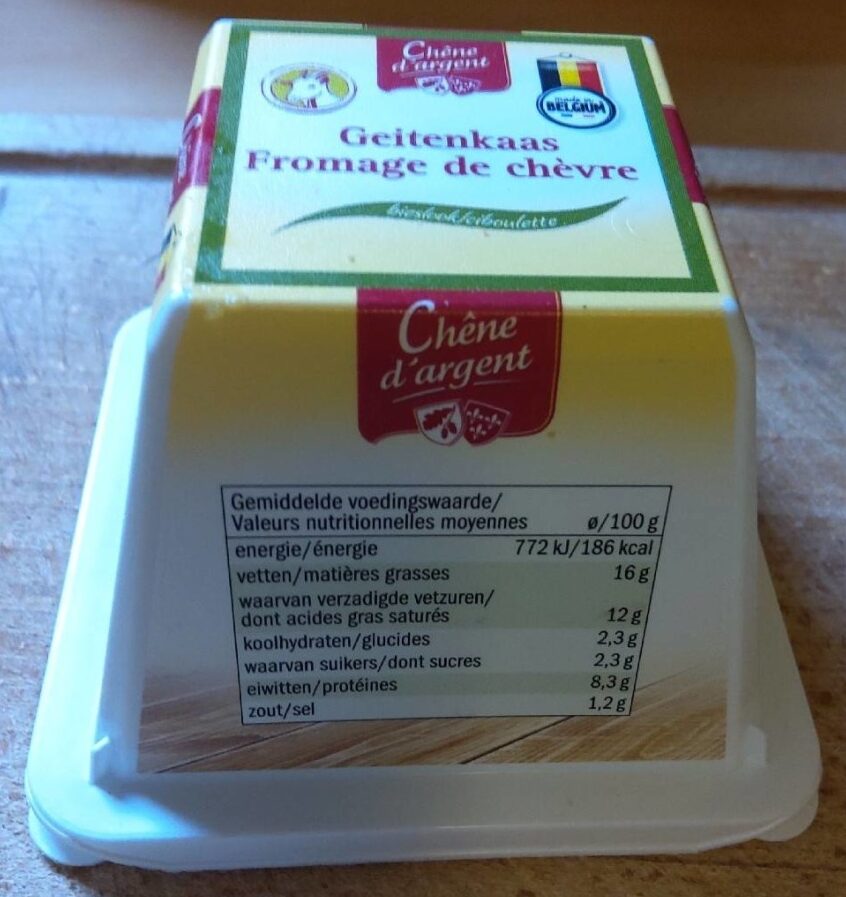 Chêne
d'argent
made in
BELGIUM
Geitenkaas
Fromage de chèvre
bieslook/ciboulette
Chêne
d'argent
Gemiddelde voedingswaarde/
Valeurs nutritionnelles moyennes ø/100 g
energie/énergie 772 kJ/186 kcal
vetten/matières grasses 16 g
waarvan verzadigde vetzuren/
dont acides gras saturés 12 g
koolhydraten/glucides 2,3 g
waarvan suikers/dont sucres 2,3 g
eiwitten/protéines 8,3 g
zout/sel 1,2 g